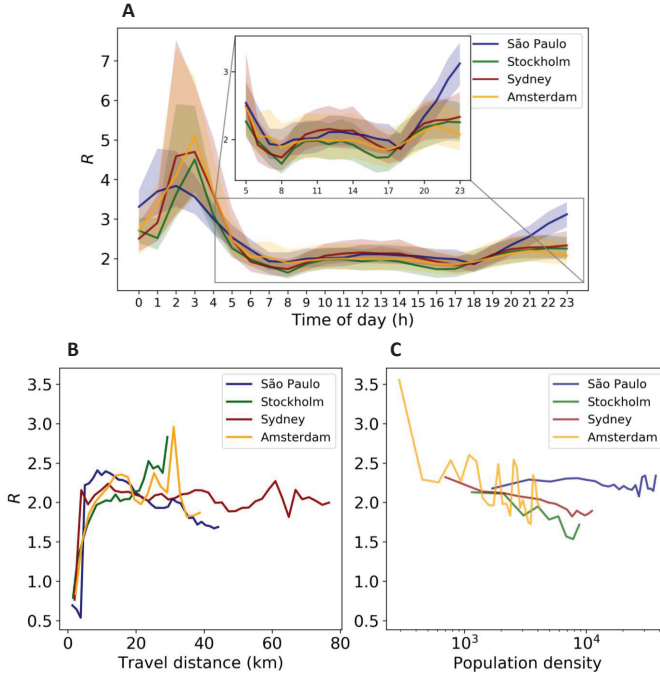 A
7
6
5
4
3
2
R
São Paulo
Stockholm
Sydney
Amsterdam
3
2
5 8 11 14 17 20 23
0 1 2 3 4 5 6 7 8 9 10 11 12 13 14 15 16 17 18 19 20 21 22 23
Time of day (h)
B
3.5
3.0
2.5
2.0
1.5
1.0
0.5
R
São Paulo
Stockholm
Sydney
Amsterdam
0 20 40 60 80
Travel distance (km)
C
3.5
3.0
2.5
2.0
1.5
1.0
0.5
São Paulo
Stockholm
Sydney
Amsterdam
10³ 10⁴
Population density